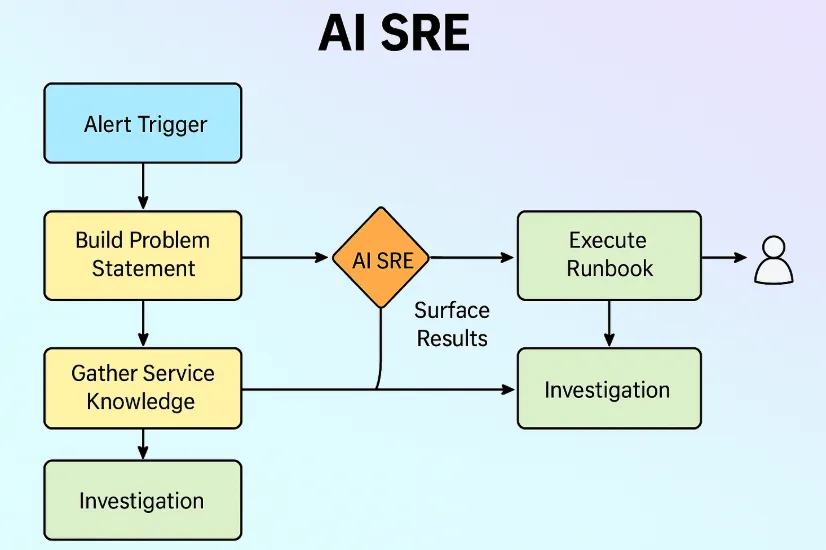 AI SRE
Alert Trigger
Build Problem
Statement
AI SRE
Execute
Runbook
Surface
Results
Gather Service
Knowledge
Investigation
Investigation